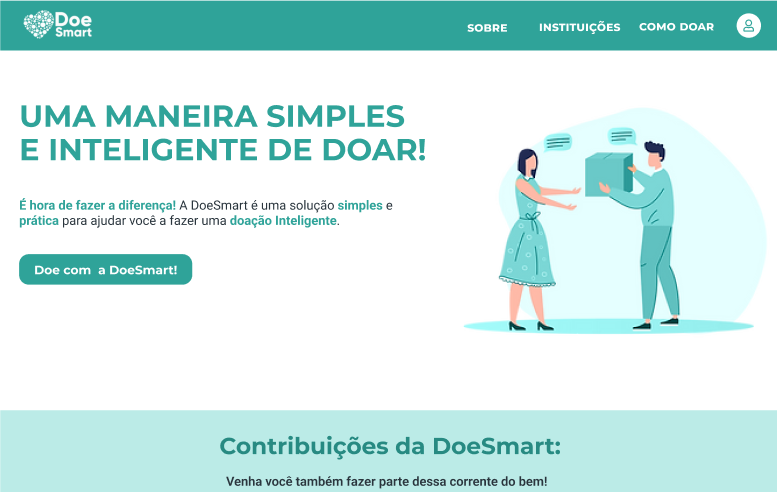 Doe
Smart
SOBRE
INSTITUIÇÕES
COMO DOAR
UMA MANEIRA SIMPLES
E INTELIGENTE DE DOAR!
É hora de fazer a diferença! A DoeSmart é uma solução simples e
prática para ajudar você a fazer uma doação Inteligente.
Doe com  a DoeSmart!
Contribuições da DoeSmart:
Venha você também fazer parte dessa corrente do bem!